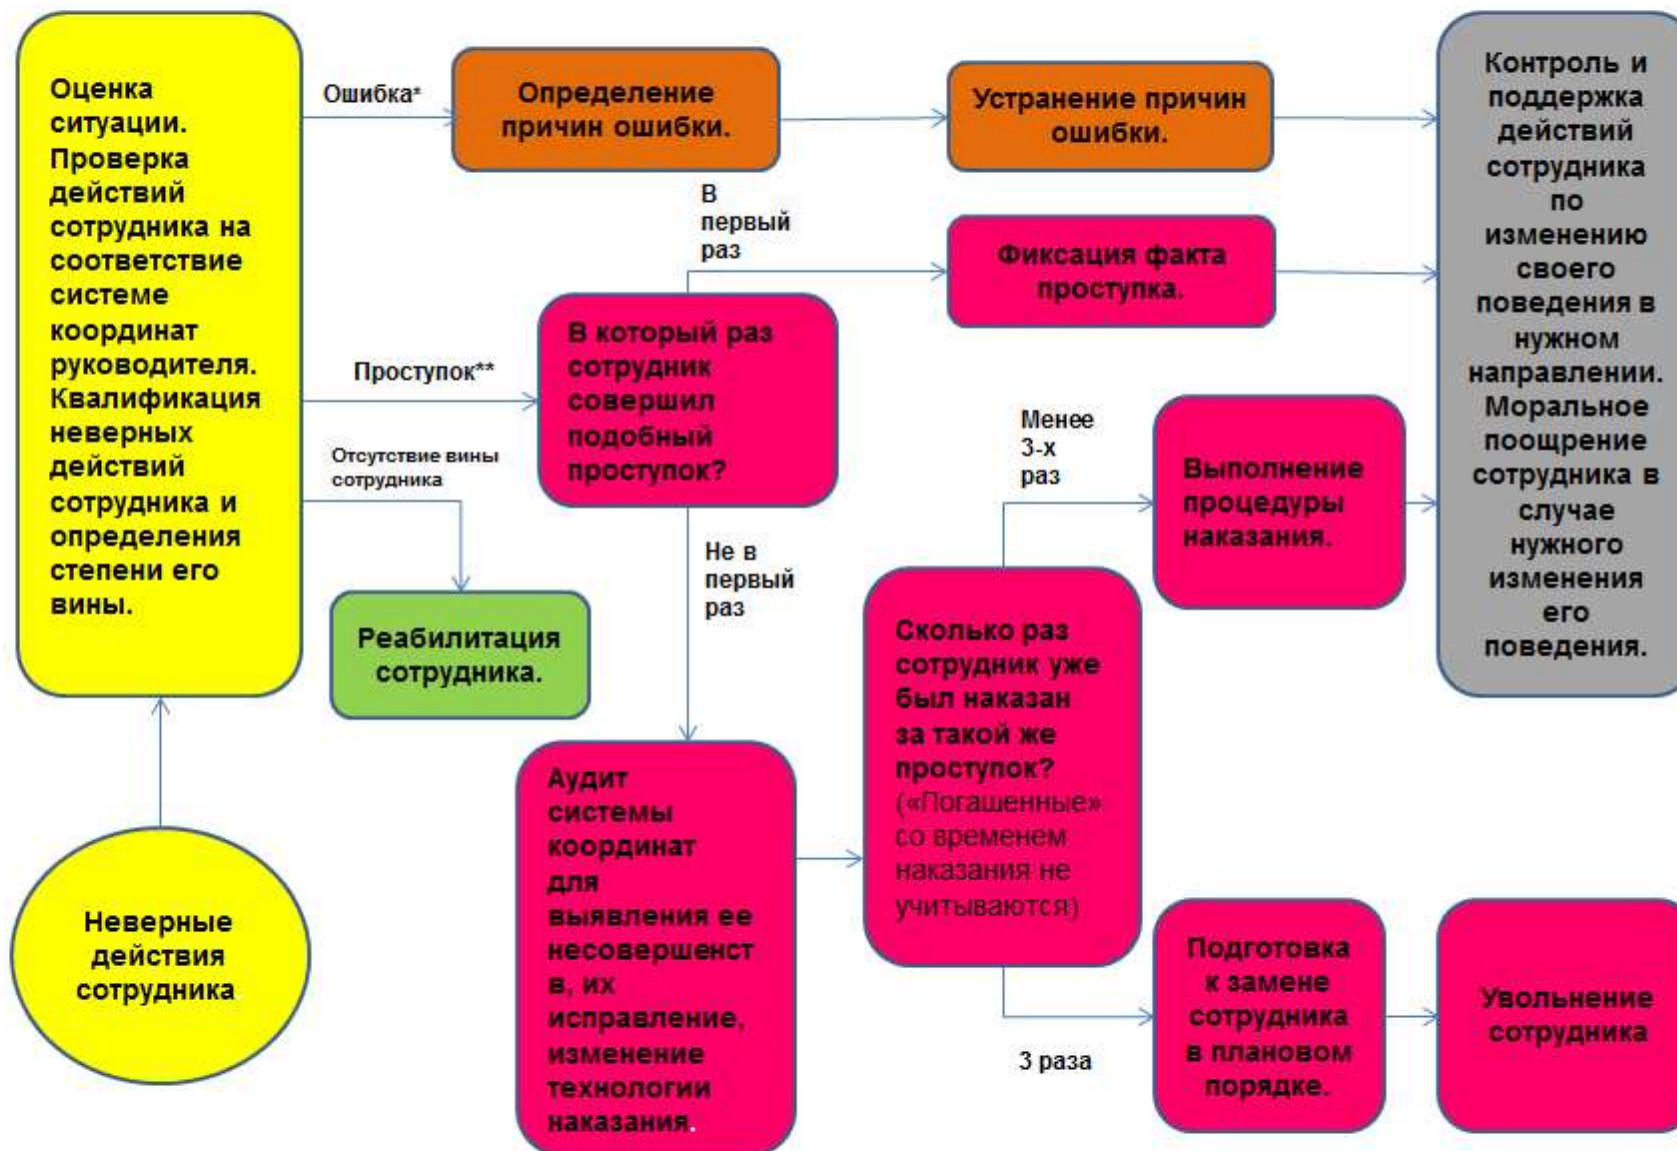 Оценка
ситуации.
Проверка
действий
сотрудника на
соответствие
системе
координат
руководителя.
Квалификация
неверных
действий
сотрудника и
определения
степени его
вины.
Неверные
действия
сотрудника
Ошибка*
Определение
причин ошибки.
Устранение причин
ошибки.
Проступок**
В который раз
сотрудник
совершил
подобный
проступок?
В
первый
раз
Фиксация факта
проступка.
Отсутствие вины
сотрудника
Реабилитация
сотрудника.
Не в
первый
раз
Аудит
системы
координат
для
выявления ее
несовершенст
в, их
исправление,
изменение
технологии
наказания.
Сколько раз
сотрудник уже
был наказан
за такой же
проступок?
(«Погашенные»
со временем
наказания не
учитываются)
Менее
3-х
раз
Выполнение
процедуры
наказания.
3 раза
Подготовка
к замене
сотрудника
в плановом
порядке.
Увольнение
сотрудника
Контроль и
поддержка
действий
сотрудника
по
изменению
своего
поведения в
нужном
направлении.
Моральное
поощрение
сотрудника в
случае
нужного
изменения
его
поведения.